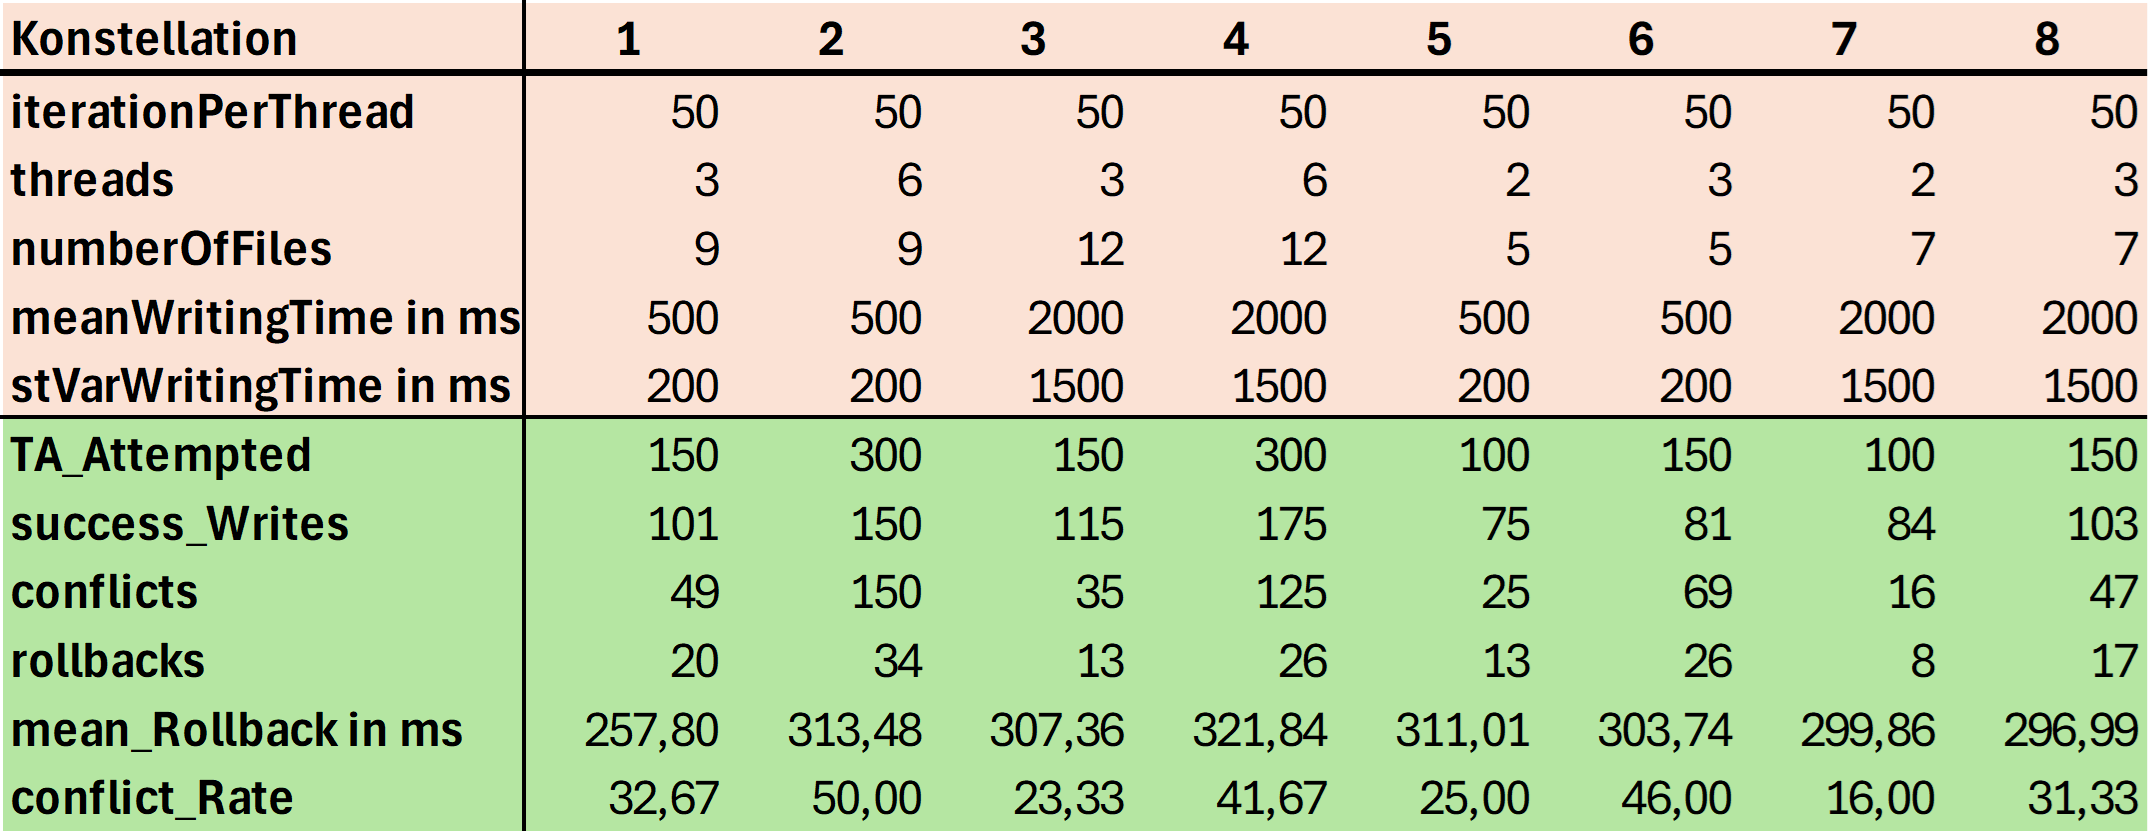 Konstellation 1 2 3 4 5 6 7 8
iterationPerThread 50 50 50 50 50 50 50 50
threads 3 6 3 6 2 3 2 3
numberOfFiles 9 9 12 12 5 5 7 7
meanWritingTime in ms 500 500 2000 2000 500 500 2000 2000
stVarWritingTime in ms 200 200 1500 1500 200 200 1500 1500
TA_Attempted 150 300 150 300 100 150 100 150
success_Writes 101 150 115 175 75 81 84 103
conflicts 49 150 35 125 25 69 16 47
rollbacks 20 34 13 26 13 26 8 17
mean_Rollback in ms 257,80 313,48 307,36 321,84 311,01 303,74 299,86 296,99
conflict_Rate 32,67 50,00 23,33 41,67 25,00 46,00 16,00 31,33